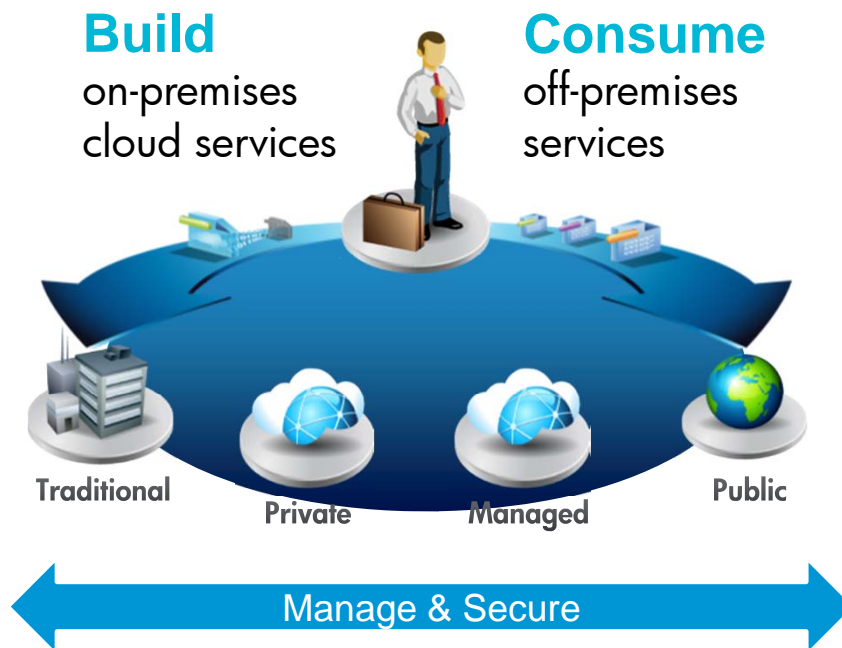 Build
on-premises
cloud services
Consume
off-premises
services
Traditional
Private
Managed
Public
Manage & Secure